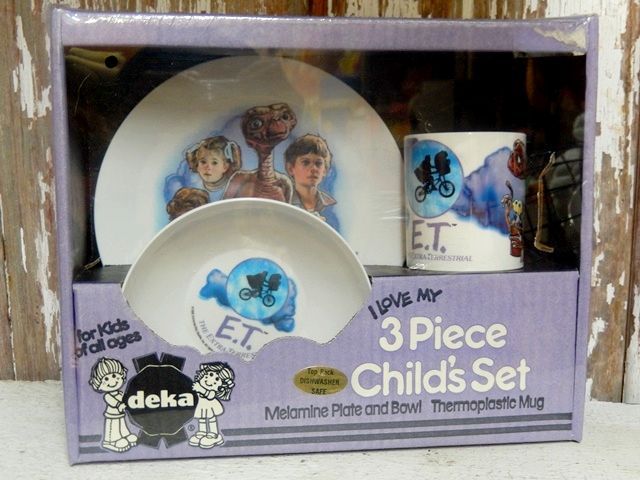 E.T.
THE EXTRA-TERRESTRIAL
E.T.
THE EXTRA-TERRESTRIAL
I LOVE MY
3 Piece
Child's Set
for Kids
of all ages
deka®
Top Rack
DISHWASHER
SAFE
Melamine Plate and Bowl Thermoplastic Mug